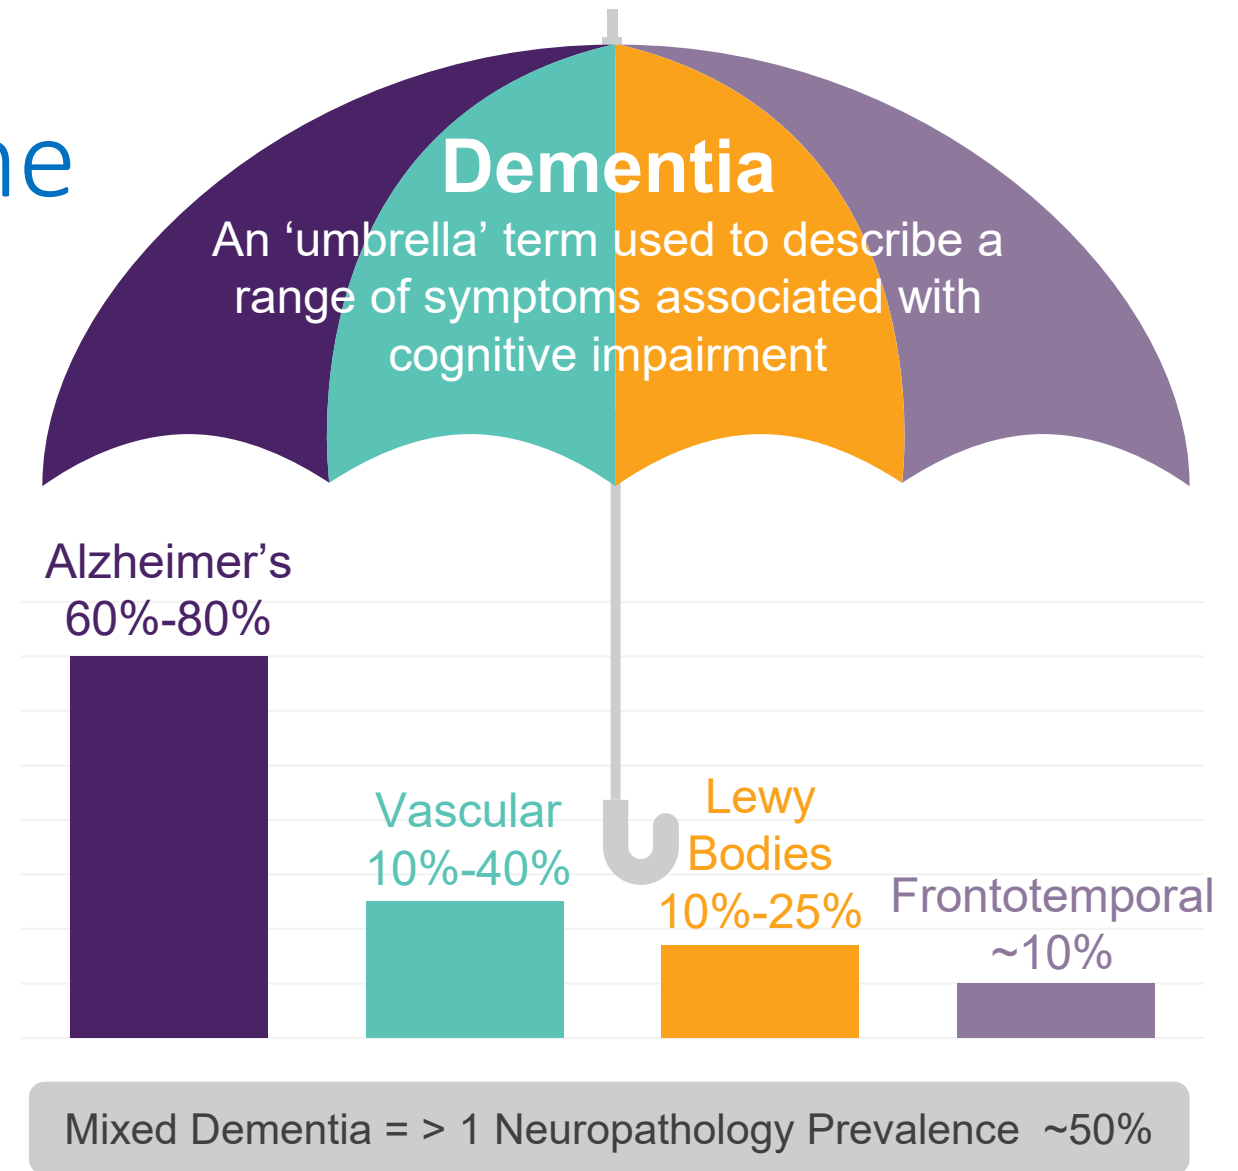 ne
Dementia
An ‘umbrella’ term used to describe a
range of symptoms associated with
cognitive impairment
Alzheimer’s
60%-80%
Vascular
10%-40%
Lewy
Bodies
10%-25%
Frontotemporal
~10%
Mixed Dementia = > 1 Neuropathology Prevalence ~50%